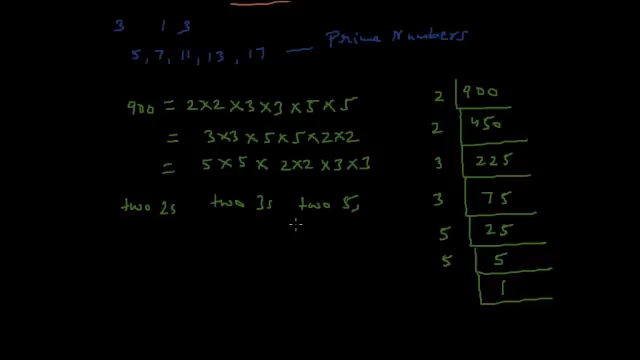 3 1 3
5, 7, 11, 13, 17 — Prime Numbers
900 = 2×2×3×3×5×5
= 3×3×5×5×2×2
= 5×5×2×2×3×3
two 2s two 3s two 5s
2 900
2 450
3 225
3 75
5 25
5 5
1